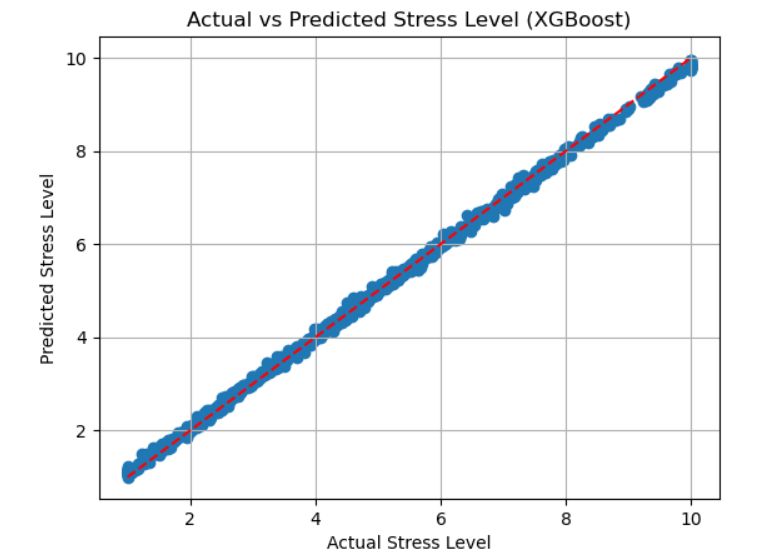 Actual vs Predicted Stress Level (XGBoost)
Predicted Stress Level
10
8
6
4
2
2 4 6 8 10
Actual Stress Level